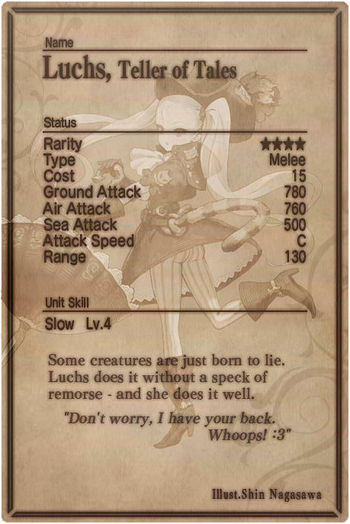 Name
Luchs, Teller of Tales
Status
Rarity ★★★★
Type Melee
Cost 15
Ground Attack 780
Air Attack 760
Sea Attack 500
Attack Speed C
Range 130
Unit Skill
Slow Lv.4
Some creatures are just born to lie.
Luchs does it without a speck of
remorse - and she does it well.
"Don't worry, I have your back.
Whoops! :3"
Illust.Shin Nagasawa